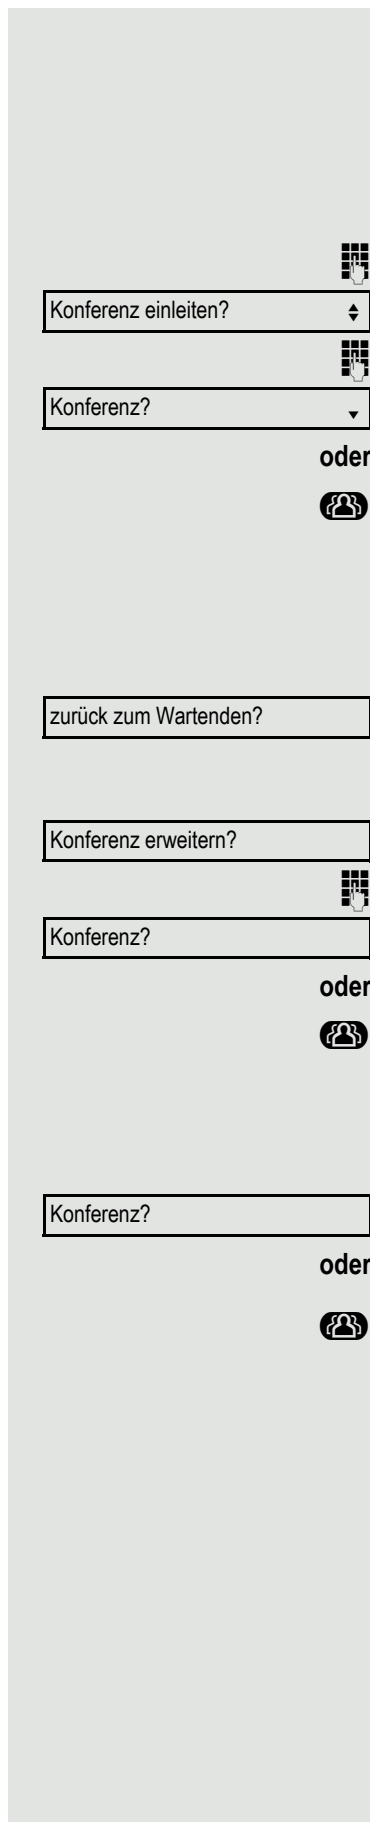 Konferenz einleiten?
Konferenz?
oder
zurück zum Wartenden?
Konferenz erweitern?
Konferenz?
oder
Konferenz?
oder